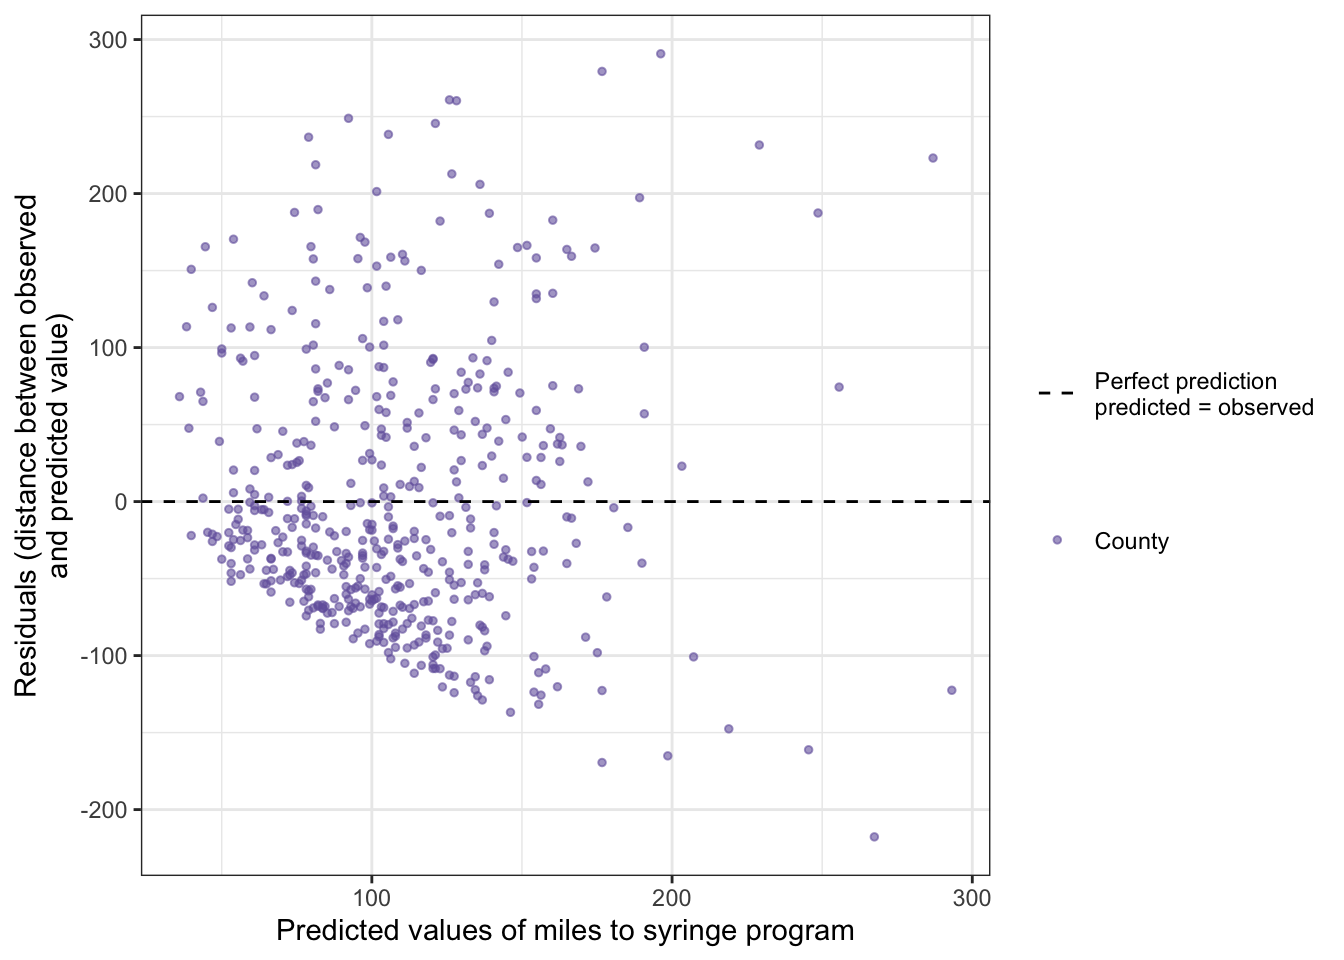 300
200
100
0
-100
-200
Residuals (distance between observed
and predicted value)
100
200
300
Predicted values of miles to syringe program
Perfect prediction
predicted = observed
County